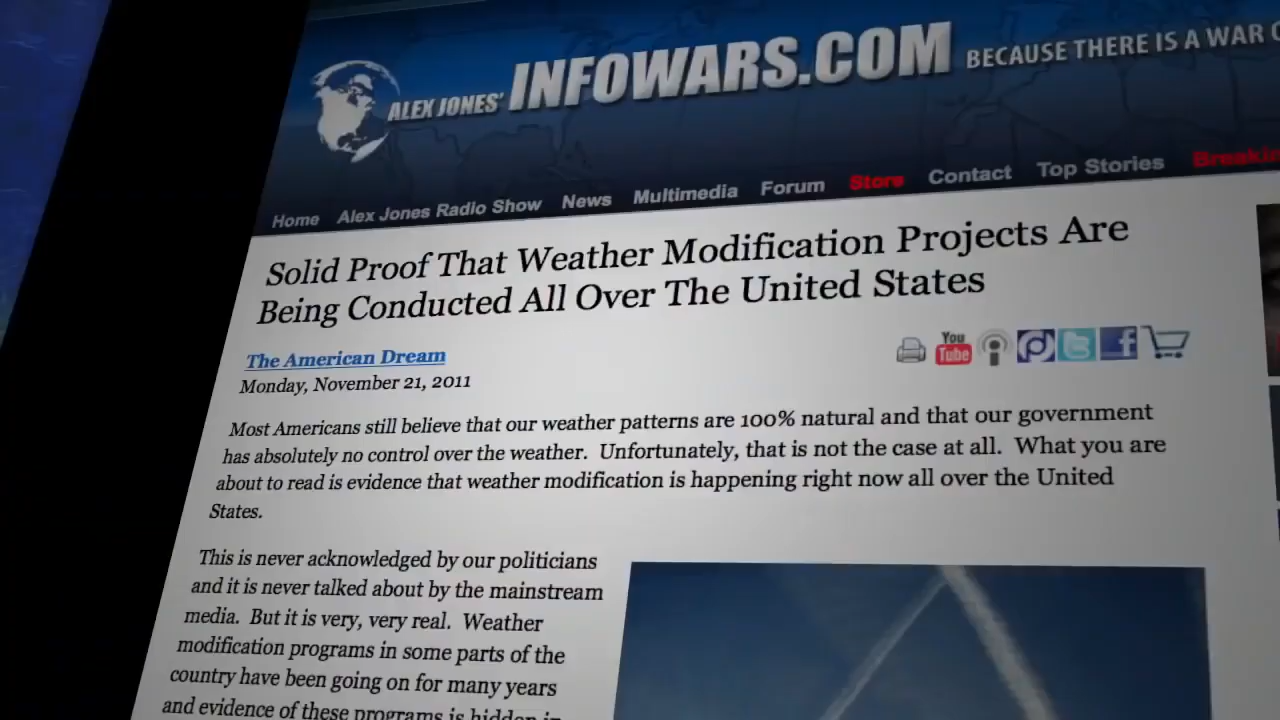 ALEX JONES' INFOWARS.COM BECAUSE THERE IS A WAR
Home Alex Jones Radio Show News Multimedia Forum Store Contact Top Stories
Solid Proof That Weather Modification Projects Are
Being Conducted All Over The United States
The American Dream
You
Tube
Monday, November 21, 2011
Most Americans still believe that our weather patterns are 100% natural and that our government
has absolutely no control over the weather. Unfortunately, that is not the case at all. What you are
about to read is evidence that weather modification is happening right now all over the United
States.
This is never acknowledged by our politicians
and it is never talked about by the mainstream
media. But it is very, very real. Weather
modification programs in some parts of the
country have been going on for many years
and evidence of these programs is hidden in